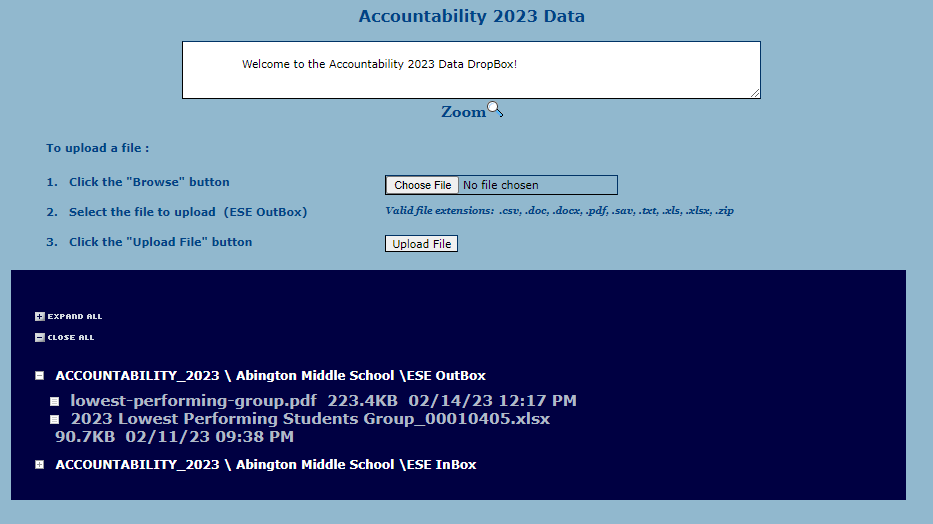 Accountability 2023 Data
Welcome to the Accountability 2023 Data DropBox!
Zoom
To upload a file :
1. Click the "Browse" button
Choose File No file chosen
2. Select the file to upload (ESE OutBox)
Valid file extensions: .csv, .doc, .docx, .pdf, .sav, .txt, .xls, .xlsx, .zip
3. Click the "Upload File" button
Upload File
EXPAND ALL
CLOSE ALL
ACCOUNTABILITY_2023 \ Abington Middle School \ESE OutBox
lowest-performing-group.pdf 223.4KB 02/14/23 12:17 PM
2023 Lowest Performing Students Group_00010405.xlsx
90.7KB 02/11/23 09:38 PM
ACCOUNTABILITY_2023 \ Abington Middle School \ESE InBox